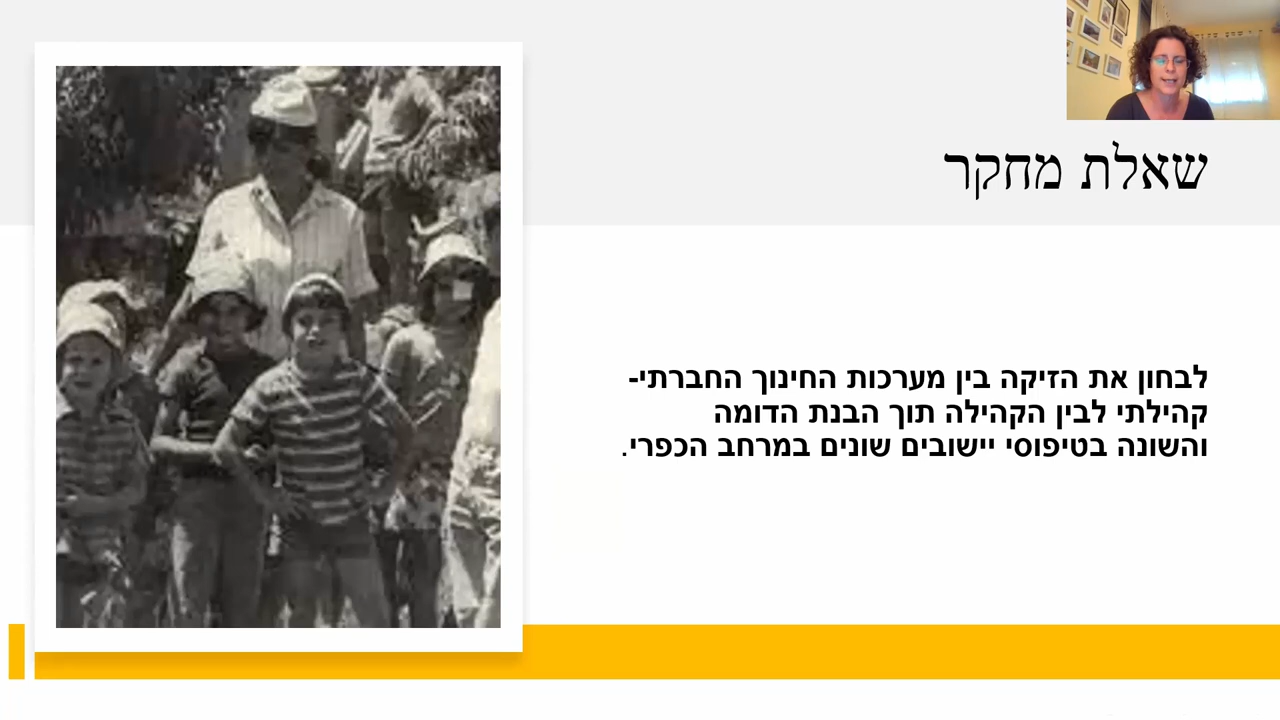 שאלת מחקר
לבחון את הזיקה בין מערכות החינוך החברתי-
קהילתי לבין הקהילה תוך הבנת הדומה
והשונה בטיפוסי יישובים שונים במרחב הכפרי.